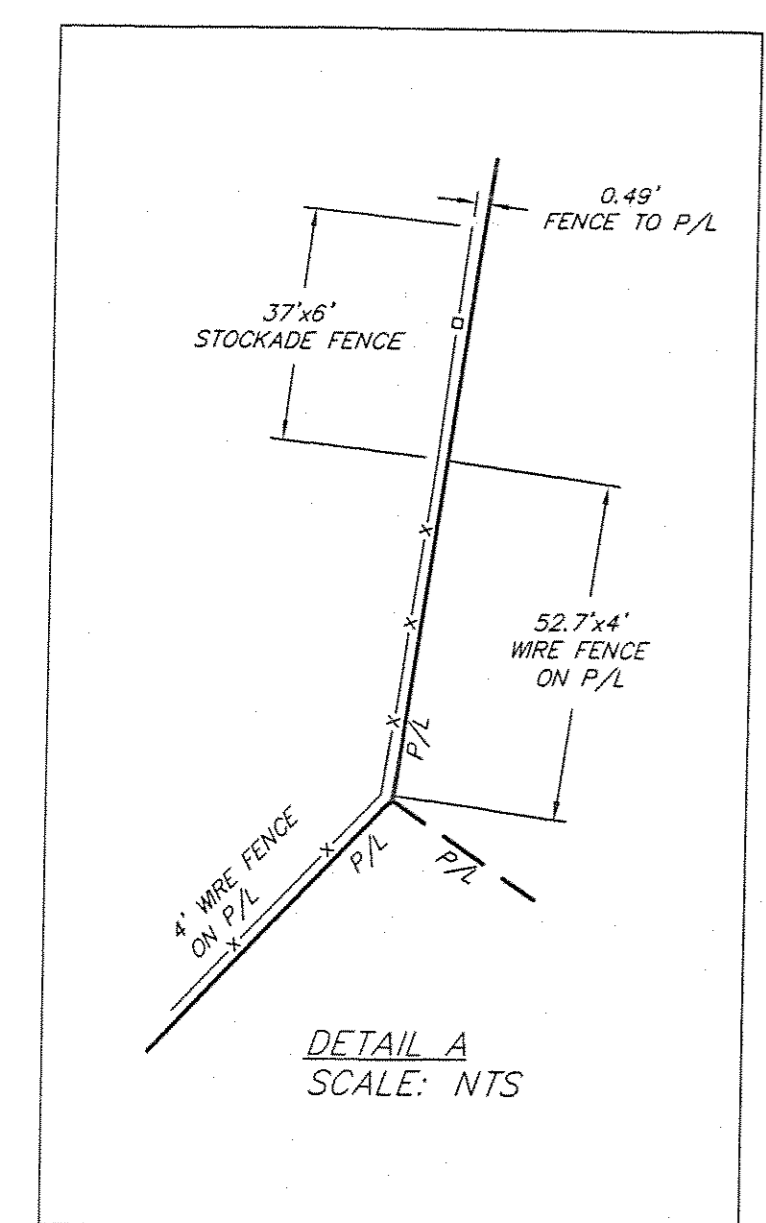 0.49'
FENCE TO P/L
37'x6'
STOCKADE FENCE
52.7'x4'
WIRE FENCE
ON P/L
P/L
4' WIRE FENCE
ON P/L
P/L
P/L
DETAIL A
SCALE: NTS